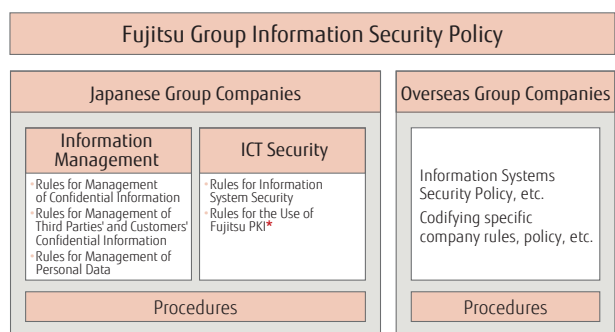 Fujitsu Group Information Security Policy
Japanese Group Companies
Information
Management
・Rules for Management
of Confidential Information
・Rules for Management of
Third Parties' and Customers'
Confidential Information
・Rules for Management of
Personal Data
ICT Security
・Rules for Information
System Security
・Rules for the Use of
Fujitsu PKI*
Procedures
Overseas Group Companies
Information Systems
Security Policy, etc.
Codifying specific
company rules, policy, etc.
Procedures